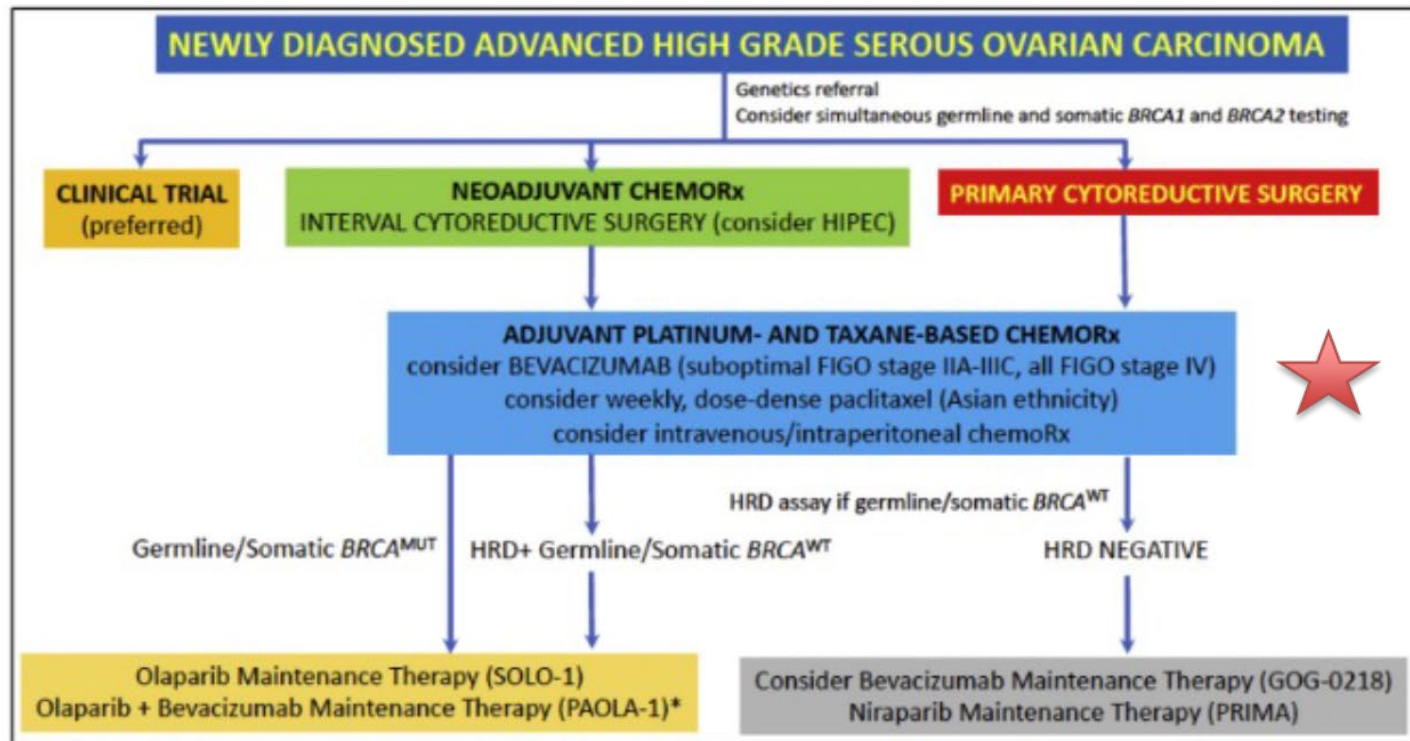 NEWLY DIAGNOSED ADVANCED HIGH GRADE SEROUS OVARIAN CARCINOMA
Genetics referral
Consider simultaneous germline and somatic BRCA1 and BRCA2 testing
CLINICAL TRIAL
(preferred)
NEOADJUVANT CHEMORx
INTERVAL CYTOREDUCTIVE SURGERY (consider HIPEC)
PRIMARY CYTOREDUCTIVE SURGERY
ADJUVANT PLATINUM- AND TAXANE-BASED CHEMORx
consider BEVACIZUMAB (suboptimal FIGO stage IIA-IIIC, all FIGO stage IV)
consider weekly, dose-dense paclitaxel (Asian ethnicity)
consider intravenous/intraperitoneal chemoRx
HRD assay if germline/somatic BRCAWT
Germline/Somatic BRCAMUT
HRD+ Germline/Somatic BRCAWT
HRD NEGATIVE
Olaparib Maintenance Therapy (SOLO-1)
Olaparib + Bevacizumab Maintenance Therapy (PAOLA-1)*
Consider Bevacizumab Maintenance Therapy (GOG-0218)
Niraparib Maintenance Therapy (PRIMA)